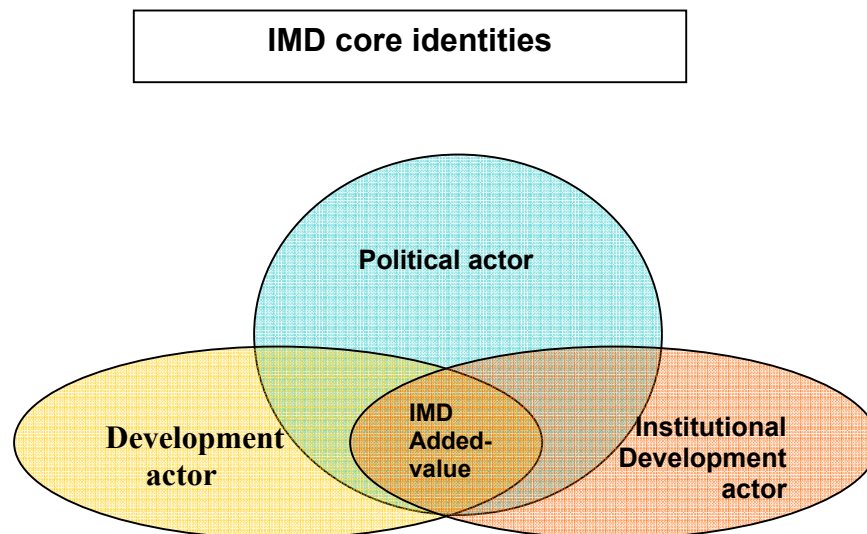 IMD core identities
Political actor
Development
actor
IMD
Added-
value
Institutional
Development
actor